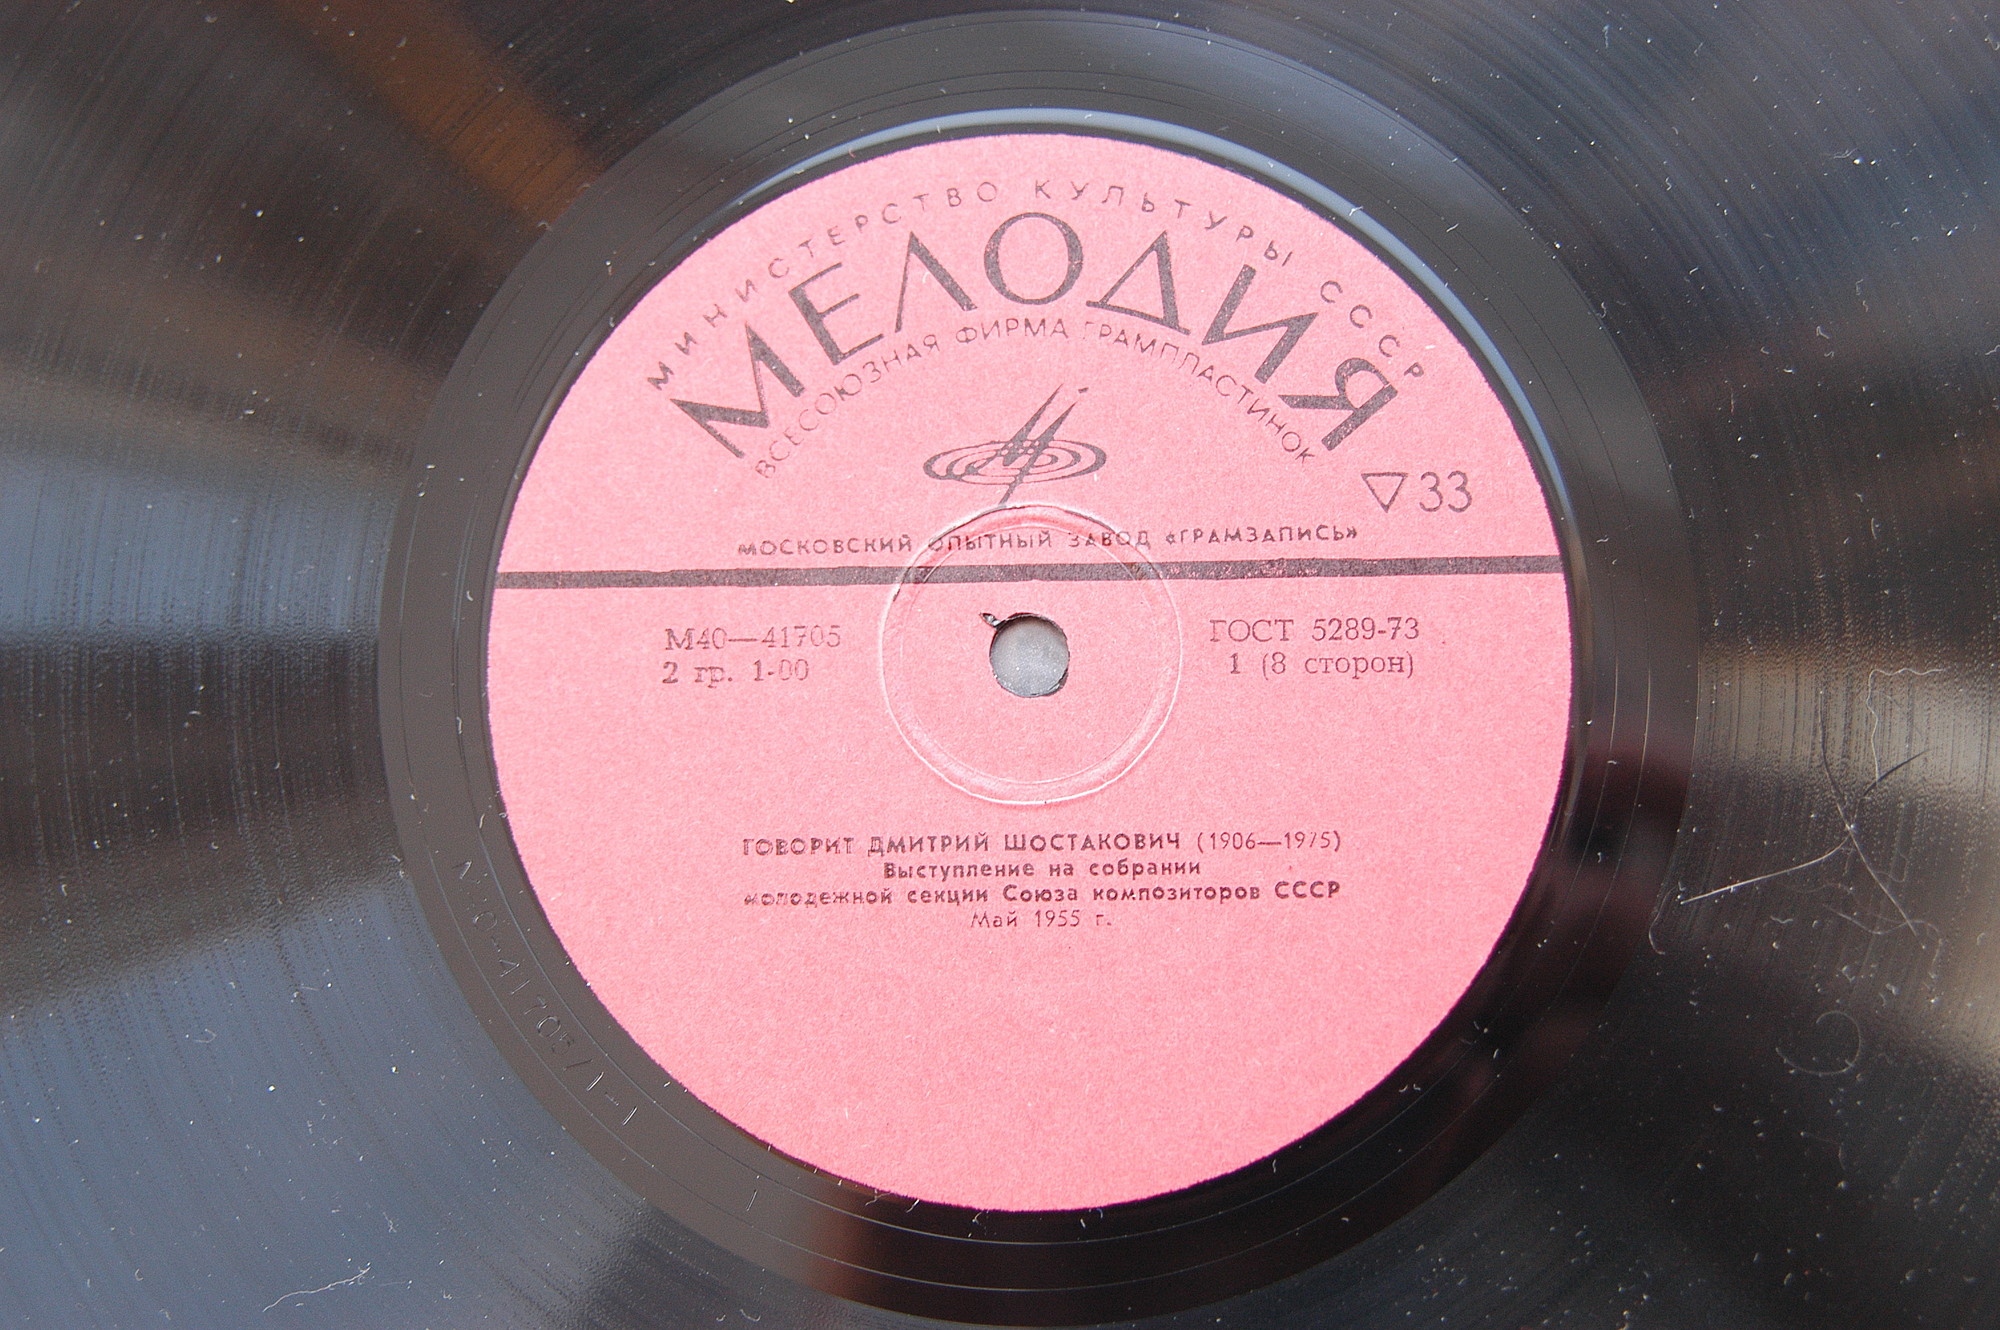 МИНИСТЕРСТВО КУЛЬТУРЫ СССР
МЕЛОДИЯ
ВСЕСОЮЗНАЯ ФИРМА ГРАМПЛАСТИНОК
▽33
МОСКОВСКИЙ ОПЫТНЫЙ ЗАВОД «ГРАМЗАПИСЬ»
М40—41705
2 гр. 1-00
ГОСТ 5289-73
1 (8 сторон)
ГОВОРИТ ДМИТРИЙ ШОСТАКОВИЧ (1906—1975)
Выступление на собрании
молодежной секции Союза композиторов СССР
Май 1955 г.